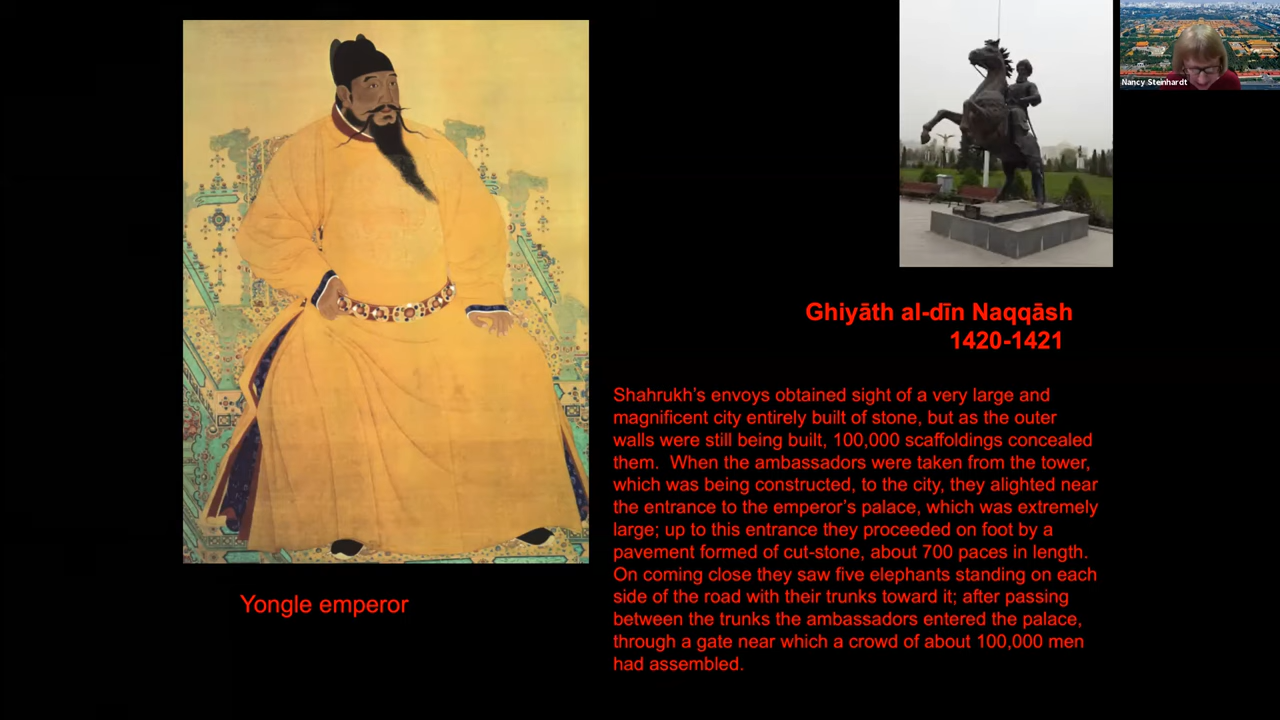 Nancy Steinhardt
Ghiyāth al-dīn Naqqāsh
1420-1421
Shahrukh's envoys obtained sight of a very large and
magnificent city entirely built of stone, but as the outer
walls were still being built, 100,000 scaffoldings concealed
them.  When the ambassadors were taken from the tower,
which was being constructed, to the city, they alighted near
the entrance to the emperor's palace, which was extremely
large; up to this entrance they proceeded on foot by a
pavement formed of cut-stone, about 700 paces in length.
On coming close they saw five elephants standing on each
side of the road with their trunks toward it; after passing
between the trunks the ambassadors entered the palace,
through a gate near which a crowd of about 100,000 men
had assembled.
Yongle emperor